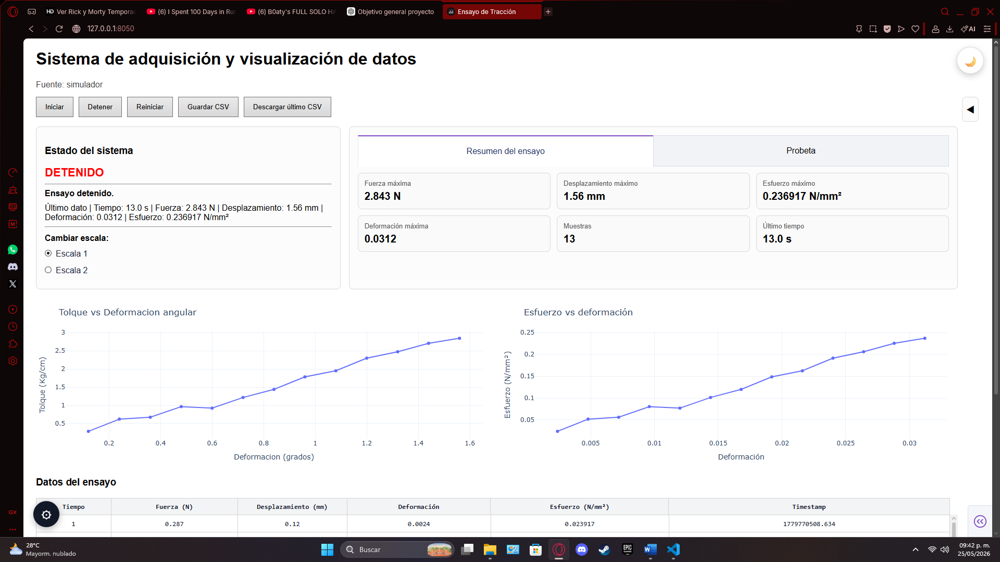 HD Ver Rick y Morty Temporad
(6) I Spent 100 Days in Run
(6) B0aty's FULL SOLO HA
Objetivo general proyecto
Ensayo de Tracción
127.0.0.1:8050
AI
Sistema de adquisición y visualización de datos
Fuente: simulador
Iniciar
Detener
Reiniciar
Guardar CSV
Descargar último CSV
Estado del sistema
DETENIDO
Ensayo detenido.
Último dato | Tiempo: 13.0 s | Fuerza: 2.843 N | Desplazamiento: 1.56 mm |
Deformación: 0.0312 | Esfuerzo: 0.236917 N/mm²
Cambiar escala:
Escala 1
Escala 2
Resumen del ensayo
Probeta
Fuerza máxima
2.843 N
Desplazamiento máximo
1.56 mm
Esfuerzo máximo
0.236917 N/mm²
Deformación máxima
0.0312
Muestras
13
Último tiempo
13.0 s
Tolque vs Deformacion angular
3
2.5
2
1.5
1
0.5
Tolque (Kg/cm)
0.2 0.4 0.6 0.8 1 1.2 1.4 1.6
Deformacion (grados)
Esfuerzo vs deformación
0.25
0.2
0.15
0.1
0.05
Esfuerzo (N/mm²)
0.005 0.01 0.015 0.02 0.025 0.03
Deformación
Datos del ensayo
Tiempo Fuerza (N) Desplazamiento (mm) Deformación Esfuerzo (N/mm²) Timestamp
1 0.287 0.12 0.0024 0.023917 1779770508.634
GX
28°C
Mayorm. nublado
Buscar
EPIC GAMES
09:42 p. m.
25/05/2026